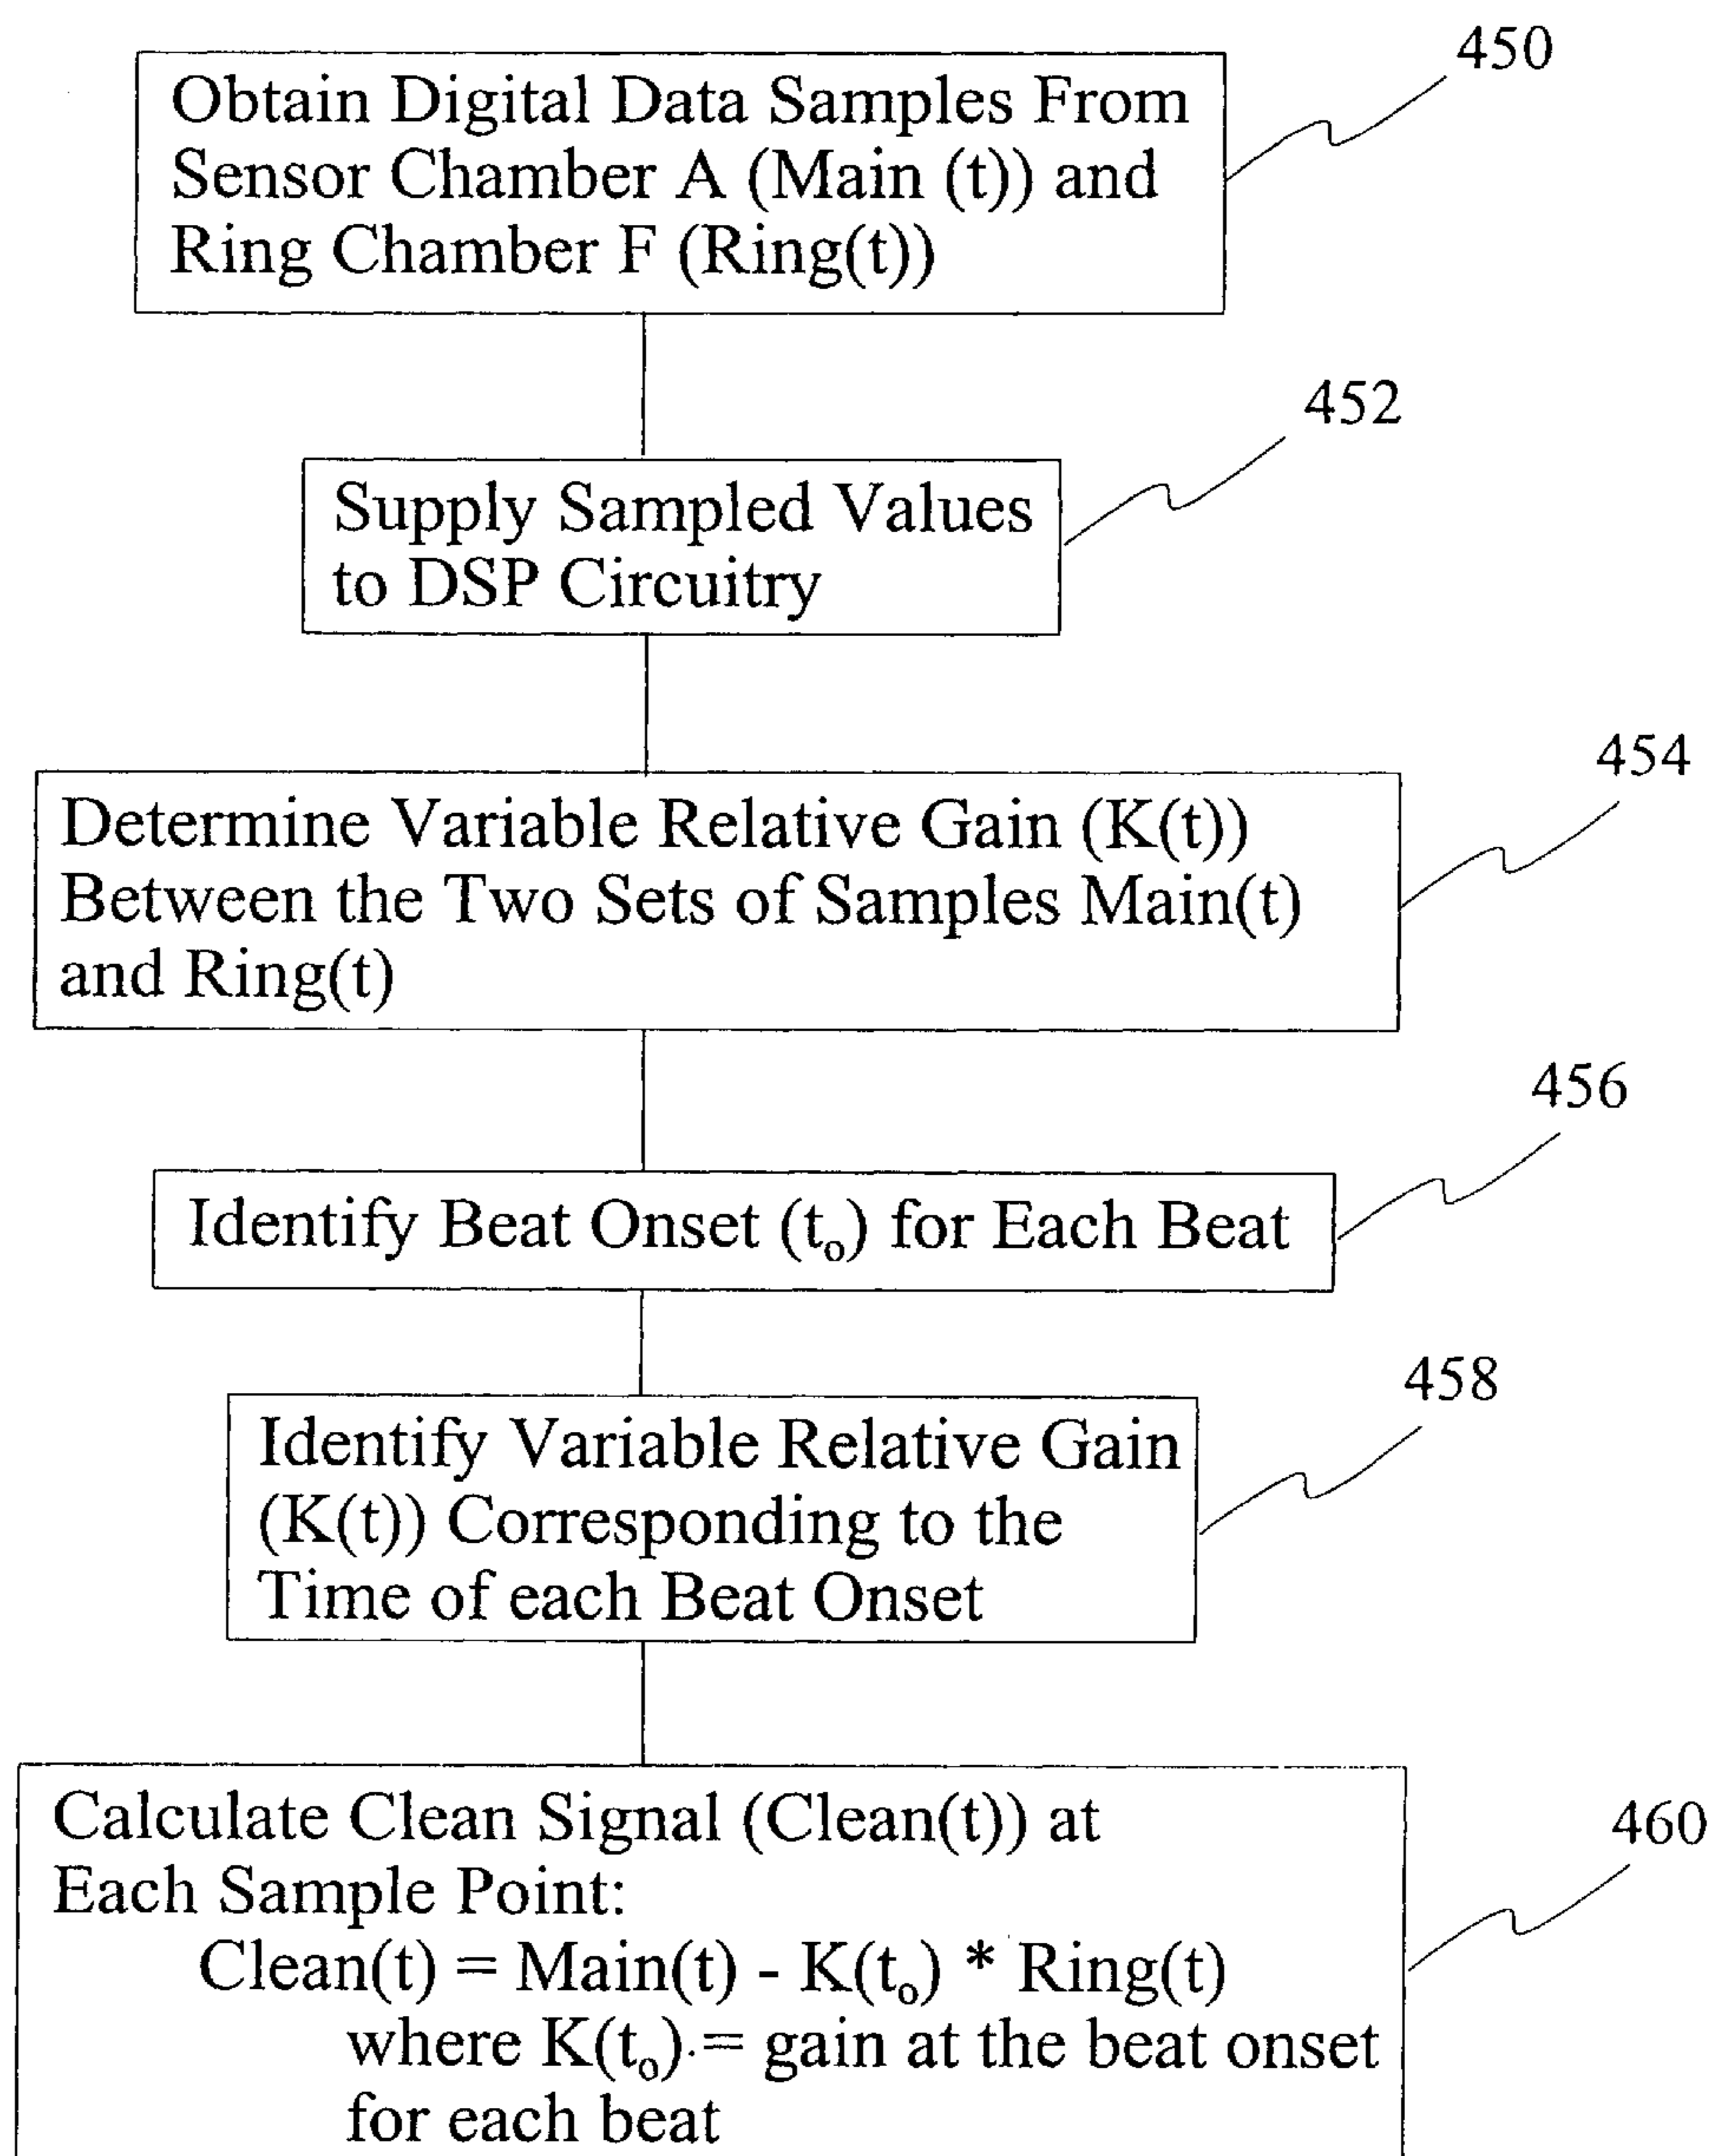 450
Obtain Digital Data Samples From
Sensor Chamber A (Main (t)) and
Ring Chamber F (Ring(t))
452
Supply Sampled Values
to DSP Circuitry
454
Determine Variable Relative Gain (K(t))
Between the Two Sets of Samples Main(t)
and Ring(t)
456
Identify Beat Onset (tₒ) for Each Beat
458
Identify Variable Relative Gain
(K(t)) Corresponding to the
Time of each Beat Onset
460
Calculate Clean Signal (Clean(t)) at
Each Sample Point:
Clean(t) = Main(t) - K(tₒ) * Ring(t)
where K(tₒ) = gain at the beat onset
for each beat